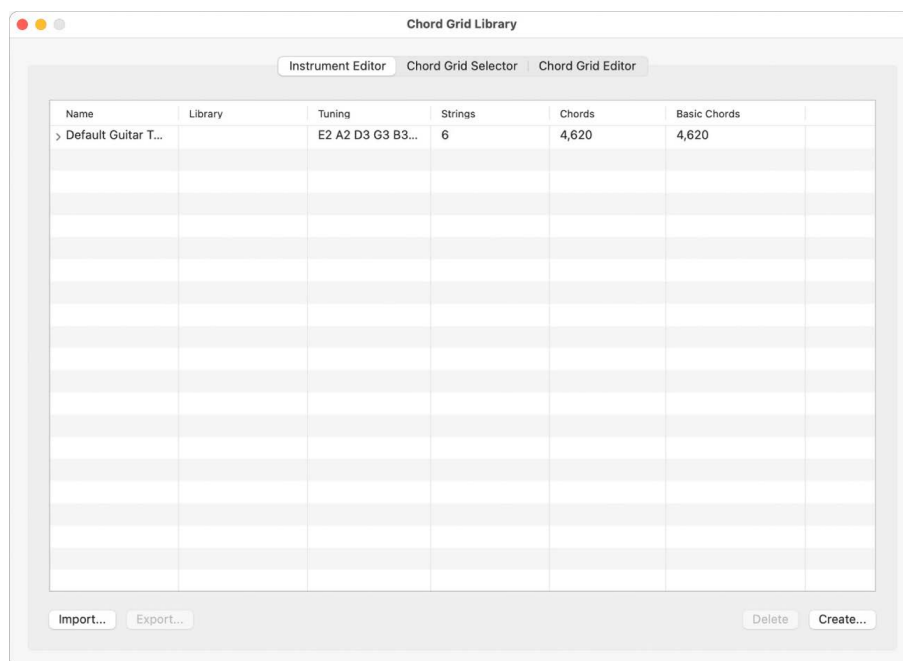 Chord Grid Library
Instrument Editor Chord Grid Selector Chord Grid Editor
Name Library Tuning Strings Chords Basic Chords
Default Guitar T... E2 A2 D3 G3 B3... 6 4,620 4,620
Import... Export... Delete Create...